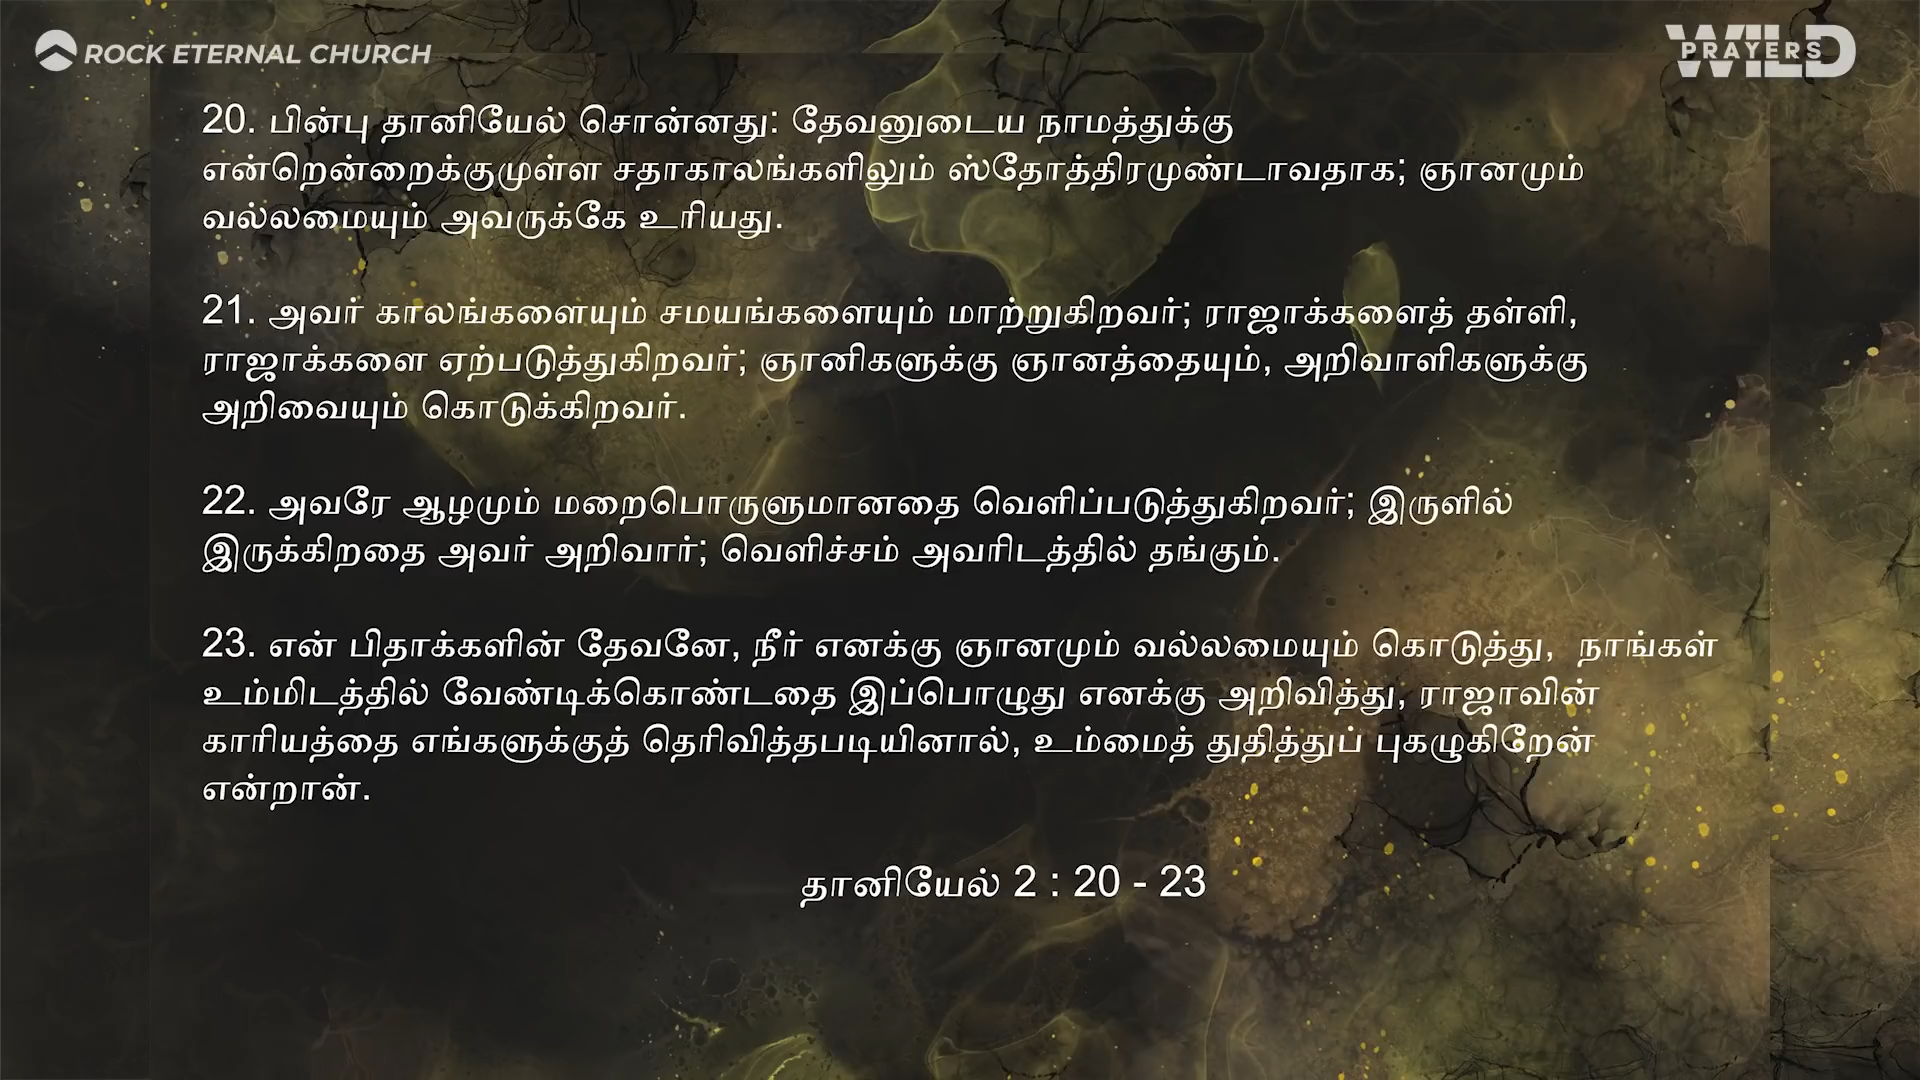 ROCK ETERNAL CHURCH
WILD
PRAYERS
20. பின்பு தானியேல் சொன்னது: தேவனுடைய நாமத்துக்கு
என்றென்றைக்குமுள்ள சதாகாலங்களிலும் ஸ்தோத்திரமுண்டாவதாக; ஞானமும்
வல்லமையும் அவருக்கே உரியது.
21. அவர் காலங்களையும் சமயங்களையும் மாற்றுகிறவர்; ராஜாக்களைத் தள்ளி,
ராஜாக்களை ஏற்படுத்துகிறவர்; ஞானிகளுக்கு ஞானத்தையும், அறிவாளிகளுக்கு
அறிவையும் கொடுக்கிறவர்.
22. அவரே ஆழமும் மறைபொருளுமானதை வெளிப்படுத்துகிறவர்; இருளில்
இருக்கிறதை அவர் அறிவார்; வெளிச்சம் அவரிடத்தில் தங்கும்.
23. என் பிதாக்களின் தேவனே, நீர் எனக்கு ஞானமும் வல்லமையும் கொடுத்து, நாங்கள்
உம்மிடத்தில் வேண்டிக்கொண்டதை இப்பொழுது எனக்கு அறிவித்து, ராஜாவின்
காரியத்தை எங்களுக்குத் தெரிவித்தபடியினால், உம்மைத் துதித்துப் புகழுகிறேன்
என்றான்.
தானியேல் 2 : 20 - 23